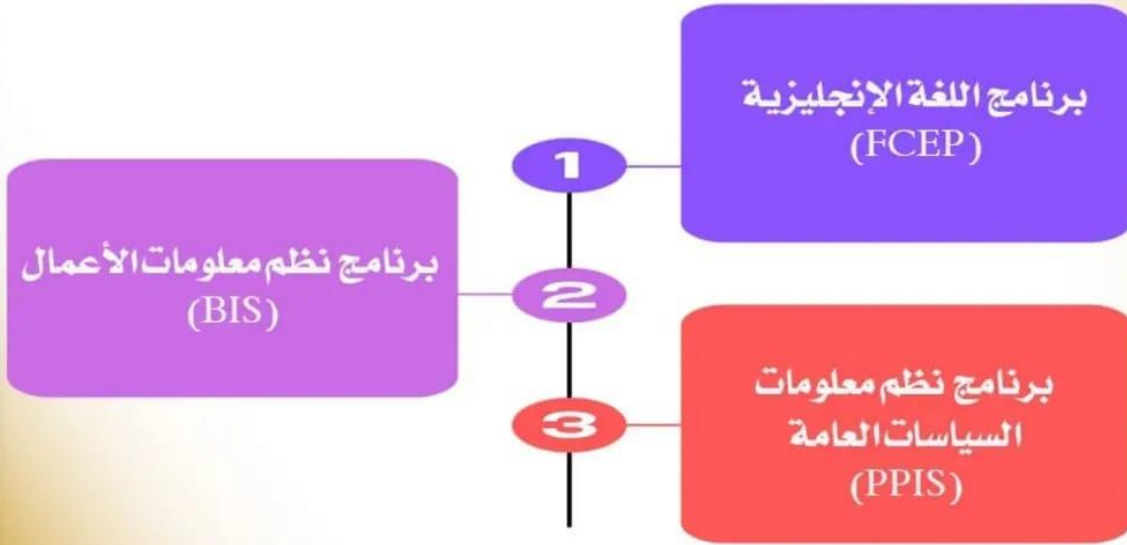 برنامج اللغة الإنجليزية
(FCEP)
1
برنامج نظم معلومات الأعمال
(BIS)
2
برنامج نظم معلومات
السياسات العامة
(PPIS)
3